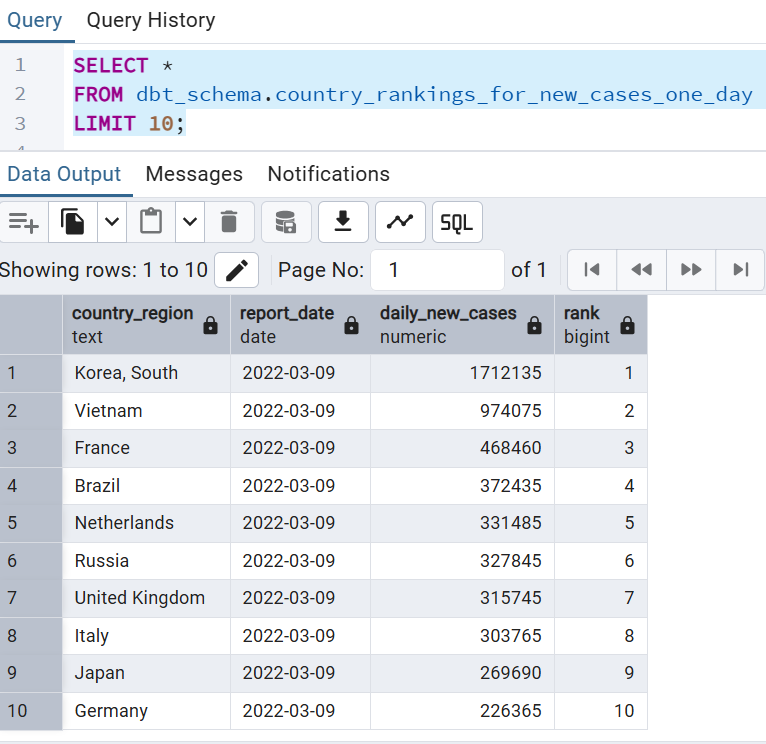 Query Query History
1 SELECT *
2 FROM dbt_schema.country_rankings_for_new_cases_one_day
3 LIMIT 10;
Data Output Messages Notifications
SQL
Showing rows: 1 to 10 Page No: 1 of 1
country_region report_date daily_new_cases rank
text date numeric bigint
1 Korea, South 2022-03-09 1712135 1
2 Vietnam 2022-03-09 974075 2
3 France 2022-03-09 468460 3
4 Brazil 2022-03-09 372435 4
5 Netherlands 2022-03-09 331485 5
6 Russia 2022-03-09 327845 6
7 United Kingdom 2022-03-09 315745 7
8 Italy 2022-03-09 303765 8
9 Japan 2022-03-09 269690 9
10 Germany 2022-03-09 226365 10